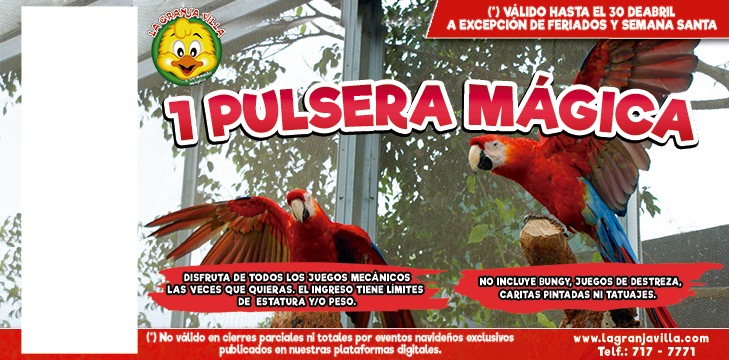 (*) VÁLIDO HASTA EL 30 DEABRIL
A EXCEPCIÓN DE FERIADOS Y SEMANA SANTA
LA GRANJA VILLA
1 PULSERA MÁGICA
DISFRUTA DE TODOS LOS JUEGOS MECÁNICOS
LAS VECES QUE QUIERAS. EL INGRESO TIENE LÍMITES
DE ESTATURA Y/O PESO.
NO INCLUYE BUNGY, JUEGOS DE DESTREZA,
CARITAS PINTADAS NI TATUAJES.
(*) No válido en cierres parciales ni totales por eventos navideños exclusivos
publicados en nuestras plataformas digitales.
www.lagranjavilla.com
Telf.: 717 - 7771